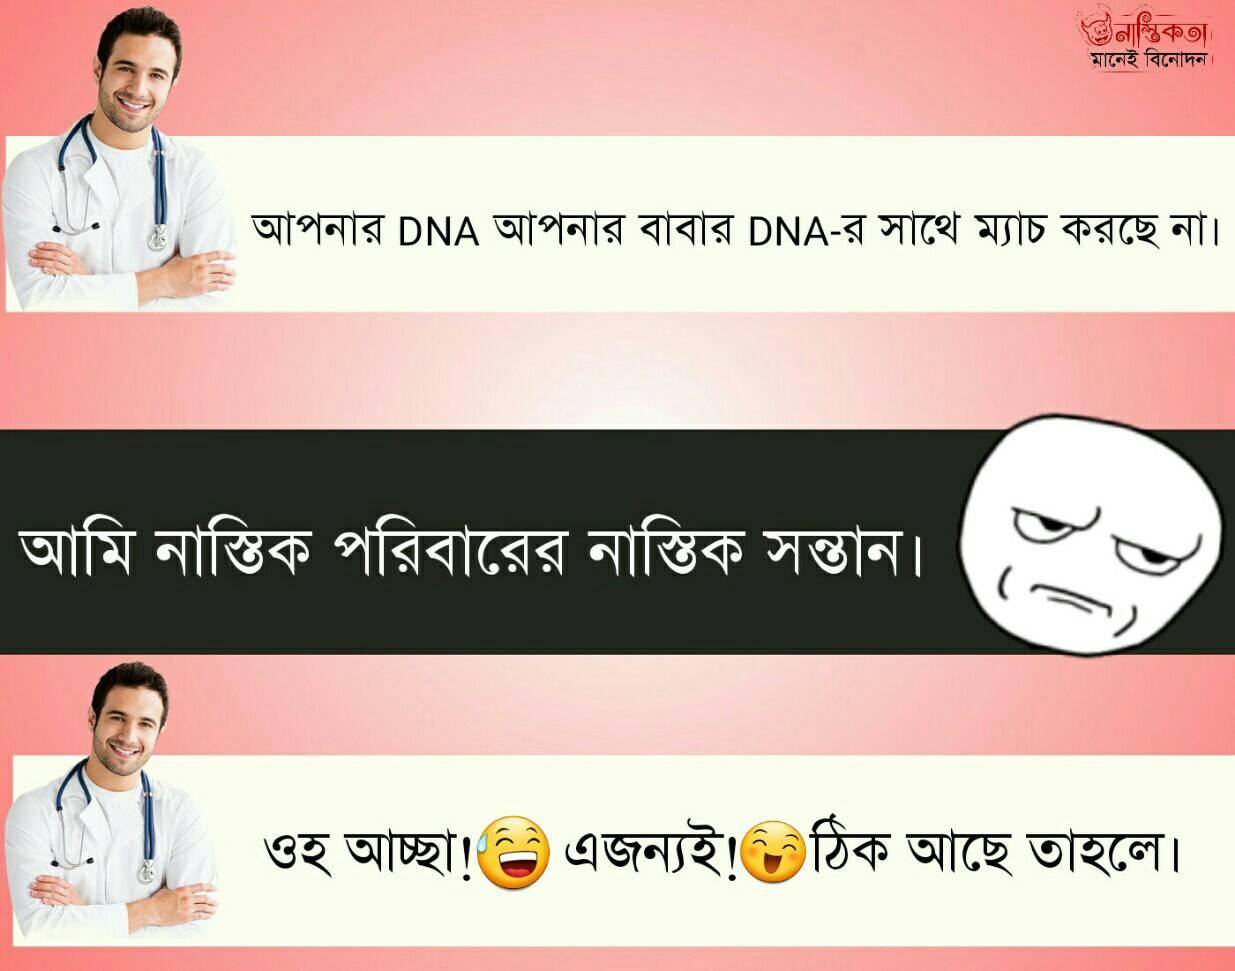 নাস্তিকতা
মানেই বিনোদন
আপনার DNA আপনার বাবার DNA-র সাথে ম্যাচ করছে না।
আমি নাস্তিক পরিবারের নাস্তিক সন্তান।
ওহ আচ্ছা!😅 এজন্যই!😄ঠিক আছে তাহলে।